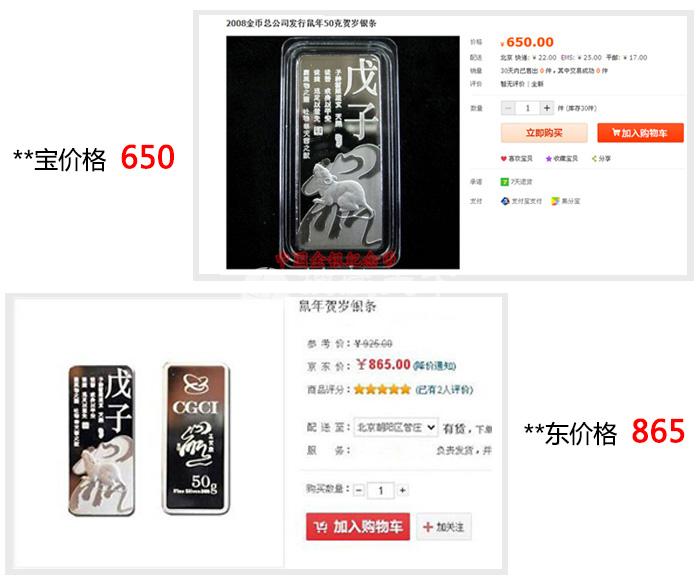 2008金币总公司发行鼠年50克贺岁银条
价格 ￥650.00
配送 北京 快递: ￥22.00 EMS: ￥25.00 平邮: ￥17.00
销量 30天内已售出 0 件，其中交易成功 0 件
评价 暂无评价 | 全新
数量 - 1 + 件 (库存30件)
立即购买 加入购物车
喜欢宝贝 收藏宝贝 分享
承诺 7 7天退货
支付 支付宝支付 集分宝
戊子
**宝价格 650
鼠年贺岁银条
参 考 价: ￥925.00
京 东 价: ￥865.00 (降价通知)
商品评分: (已有2人评价)
配 送 至: 北京朝阳区管庄 有货, 下单
服 务: 负责发货, 并
购买数量: - 1 +
加入购物车 +加关注
戊子
CGCI
50g
Fine Silver.999
**东价格 865